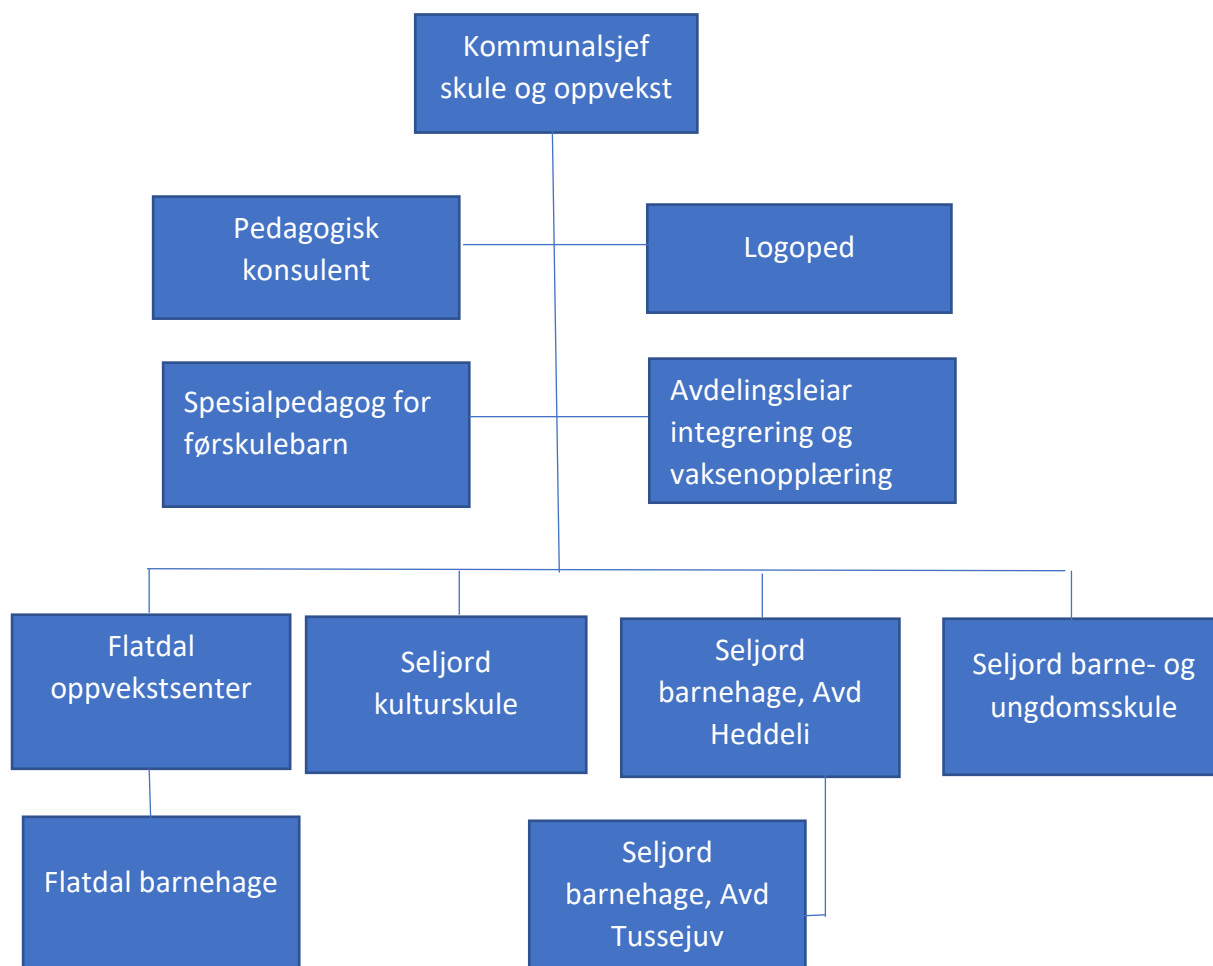 Kommunalsjef
skule og oppvekst
Pedagogisk
konsulent
Logoped
Spesialpedagog for
førskulebarn
Avdelingsleiar
integrering og
vaksenopplæring
Flatdal
oppvekstsenter
Seljord
kulturskule
Seljord
barnehage, Avd
Heddeli
Seljord barne- og
ungdomsskule
Flatdal barnehage
Seljord
barnehage, Avd
Tussejuv